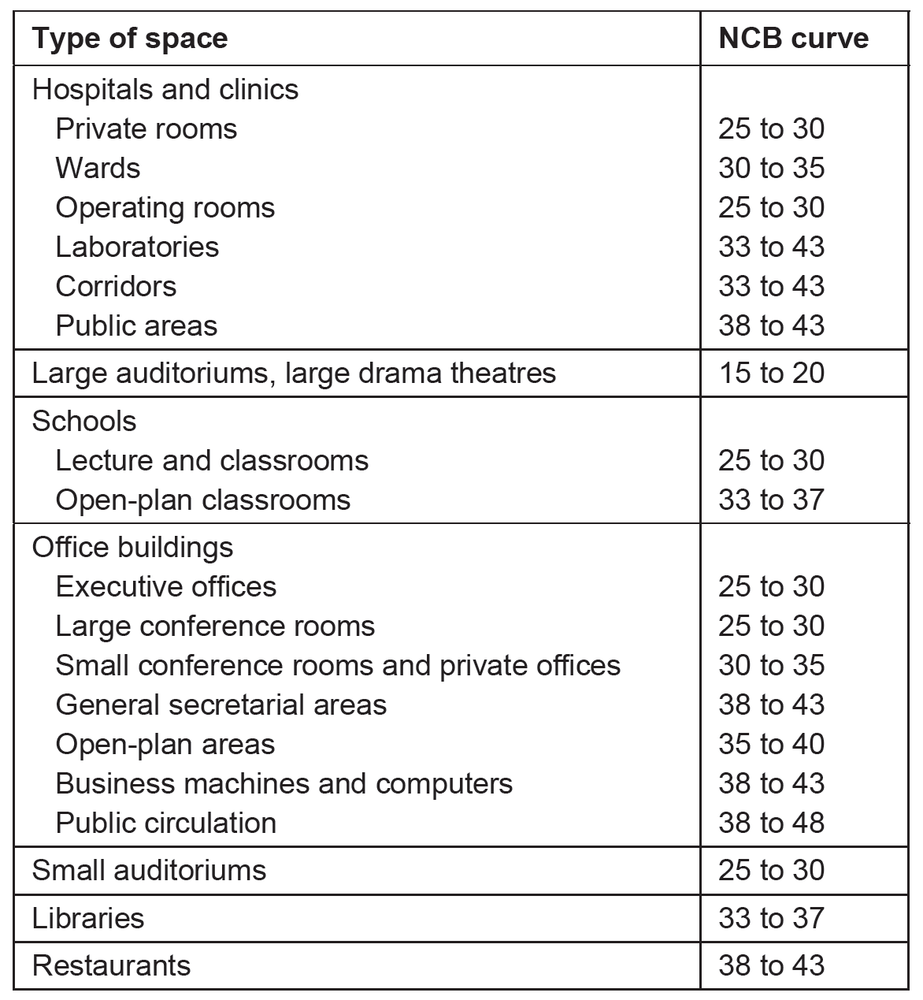 Type of space NCB curve
Hospitals and clinics
Private rooms 25 to 30
Wards 30 to 35
Operating rooms 25 to 30
Laboratories 33 to 43
Corridors 33 to 43
Public areas 38 to 43
Large auditoriums, large drama theatres 15 to 20
Schools
Lecture and classrooms 25 to 30
Open-plan classrooms 33 to 37
Office buildings
Executive offices 25 to 30
Large conference rooms 25 to 30
Small conference rooms and private offices 30 to 35
General secretarial areas 38 to 43
Open-plan areas 35 to 40
Business machines and computers 38 to 43
Public circulation 38 to 48
Small auditoriums 25 to 30
Libraries 33 to 37
Restaurants 38 to 43